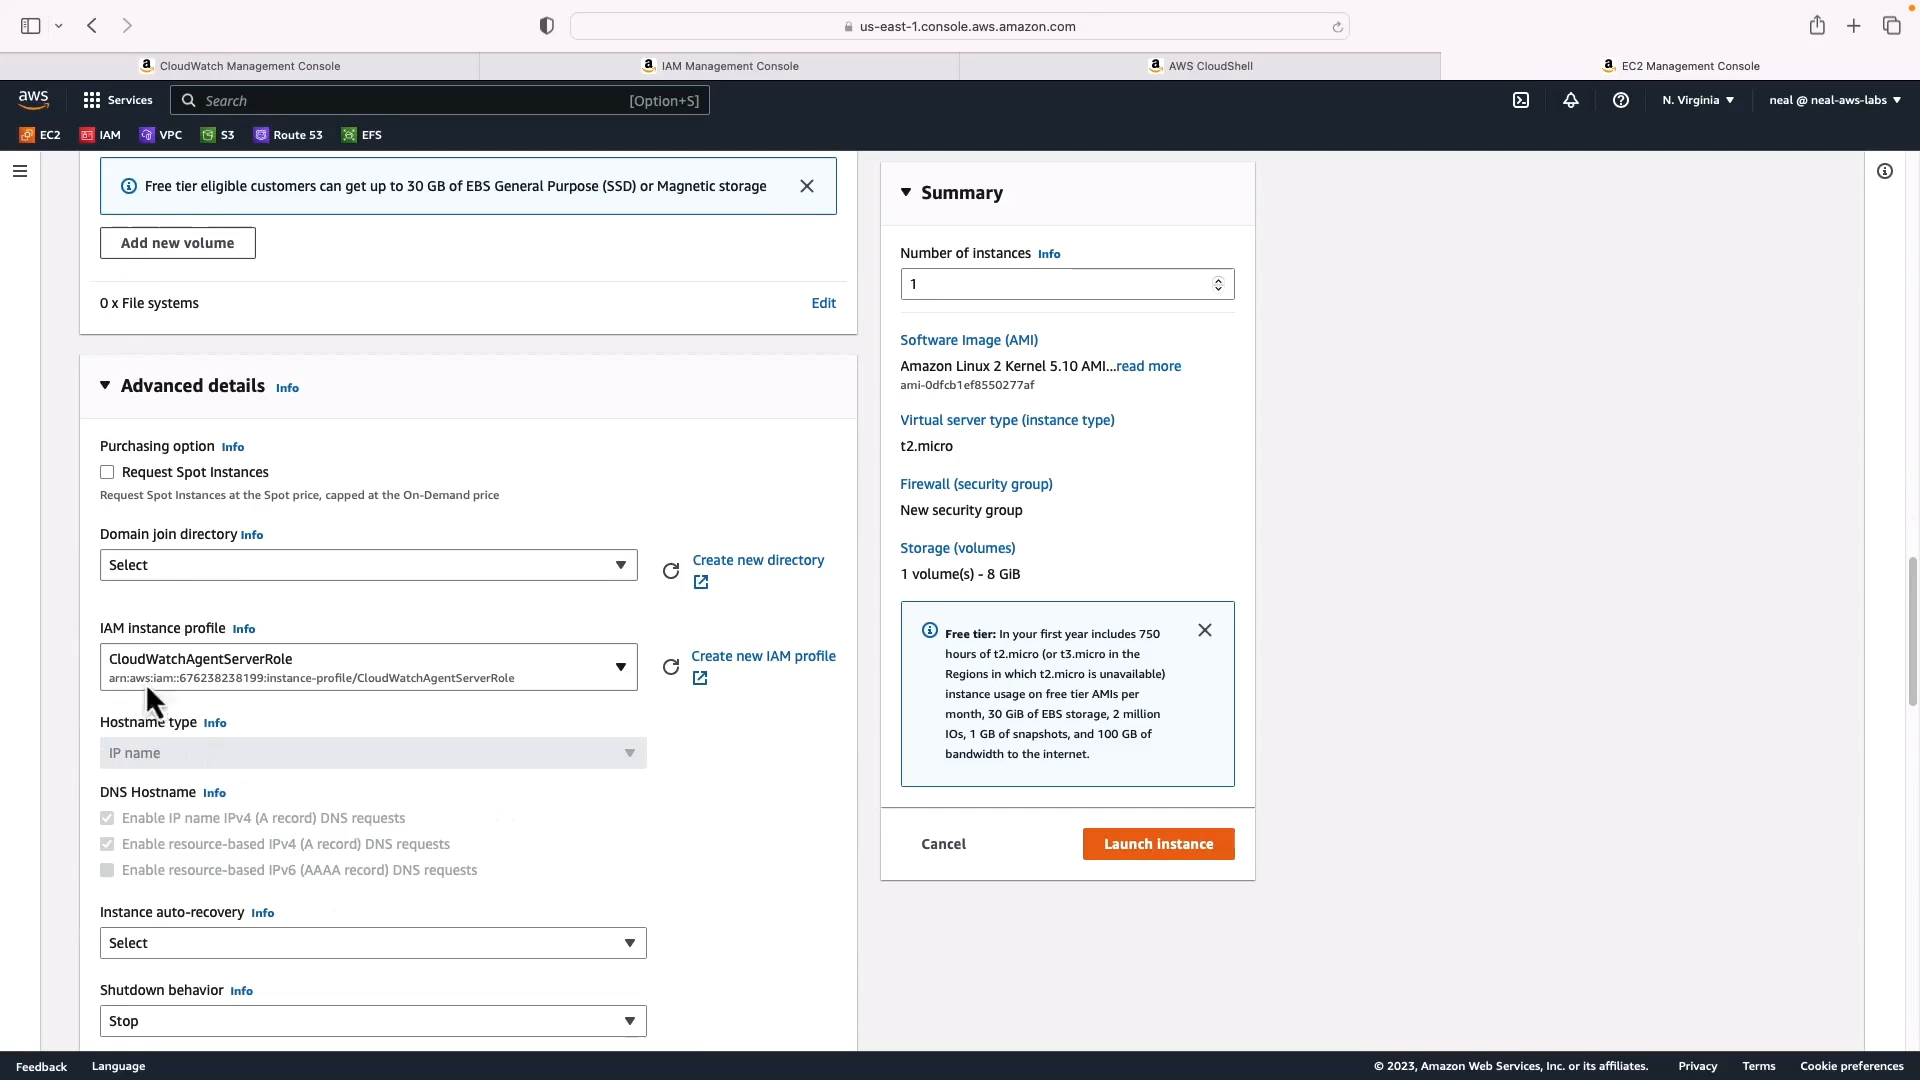 us-east-1.console.aws.amazon.com
CloudWatch Management Console
IAM Management Console
AWS CloudShell
EC2 Management Console
aws
Services
Search
[Option+S]
N. Virginia
neal @ neal-aws-labs
EC2
IAM
VPC
S3
Route 53
EFS
Free tier eligible customers can get up to 30 GB of EBS General Purpose (SSD) or Magnetic storage
Add new volume
0 x File systems
Edit
Advanced details Info
Purchasing option Info
Request Spot Instances
Request Spot Instances at the Spot price, capped at the On-Demand price
Domain join directory Info
Select
Create new directory
IAM instance profile Info
CloudWatchAgentServerRole
arn:aws:iam::676238238199:instance-profile/CloudWatchAgentServerRole
Create new IAM profile
Hostname type Info
IP name
DNS Hostname Info
Enable IP name IPv4 (A record) DNS requests
Enable resource-based IPv4 (A record) DNS requests
Enable resource-based IPv6 (AAAA record) DNS requests
Instance auto-recovery Info
Select
Shutdown behavior Info
Stop
Summary
Number of instances Info
1
Software Image (AMI)
Amazon Linux 2 Kernel 5.10 AMI...read more
ami-0dfcb1ef8550277af
Virtual server type (instance type)
t2.micro
Firewall (security group)
New security group
Storage (volumes)
1 volume(s) - 8 GiB
Free tier: In your first year includes 750
hours of t2.micro (or t3.micro in the
Regions in which t2.micro is unavailable)
instance usage on free tier AMIs per
month, 30 GiB of EBS storage, 2 million
IOs, 1 GB of snapshots, and 100 GB of
bandwidth to the internet.
Cancel
Launch instance
Feedback
Language
© 2023, Amazon Web Services, Inc. or its affiliates.
Privacy
Terms
Cookie preferences